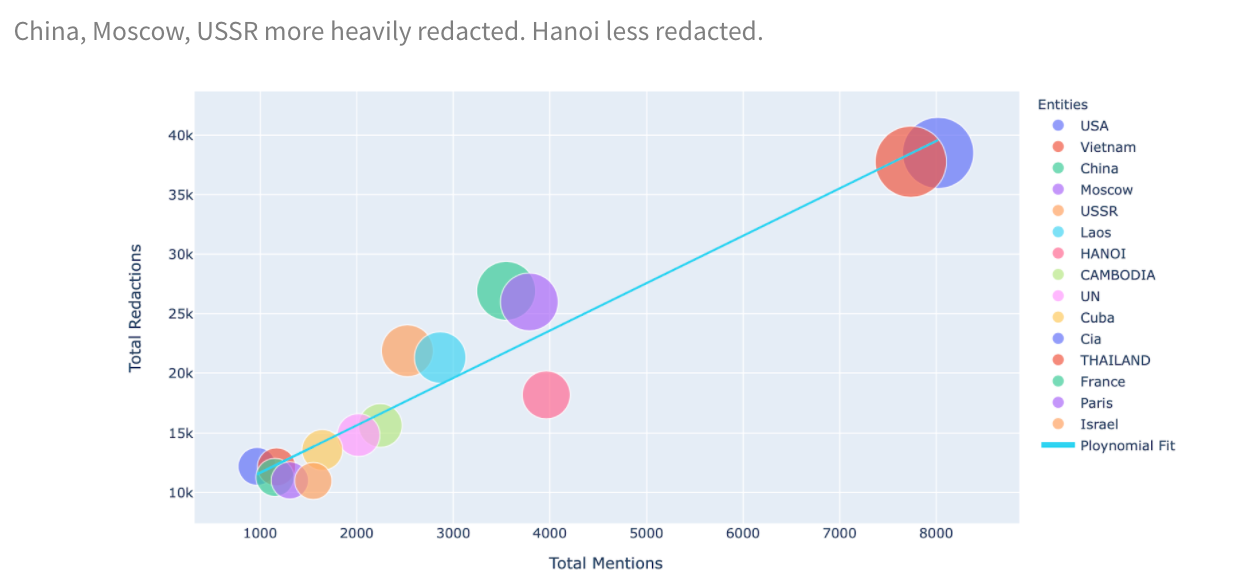 China, Moscow, USSR more heavily redacted. Hanoi less redacted.
Entities
USA
Vietnam
China
Moscow
USSR
Laos
HANOI
CAMBODIA
UN
Cuba
Cia
THAILAND
France
Paris
Israel
Ploynomial Fit
40k
35k
30k
25k
20k
15k
10k
Total Redactions
1000 2000 3000 4000 5000 6000 7000 8000
Total Mentions